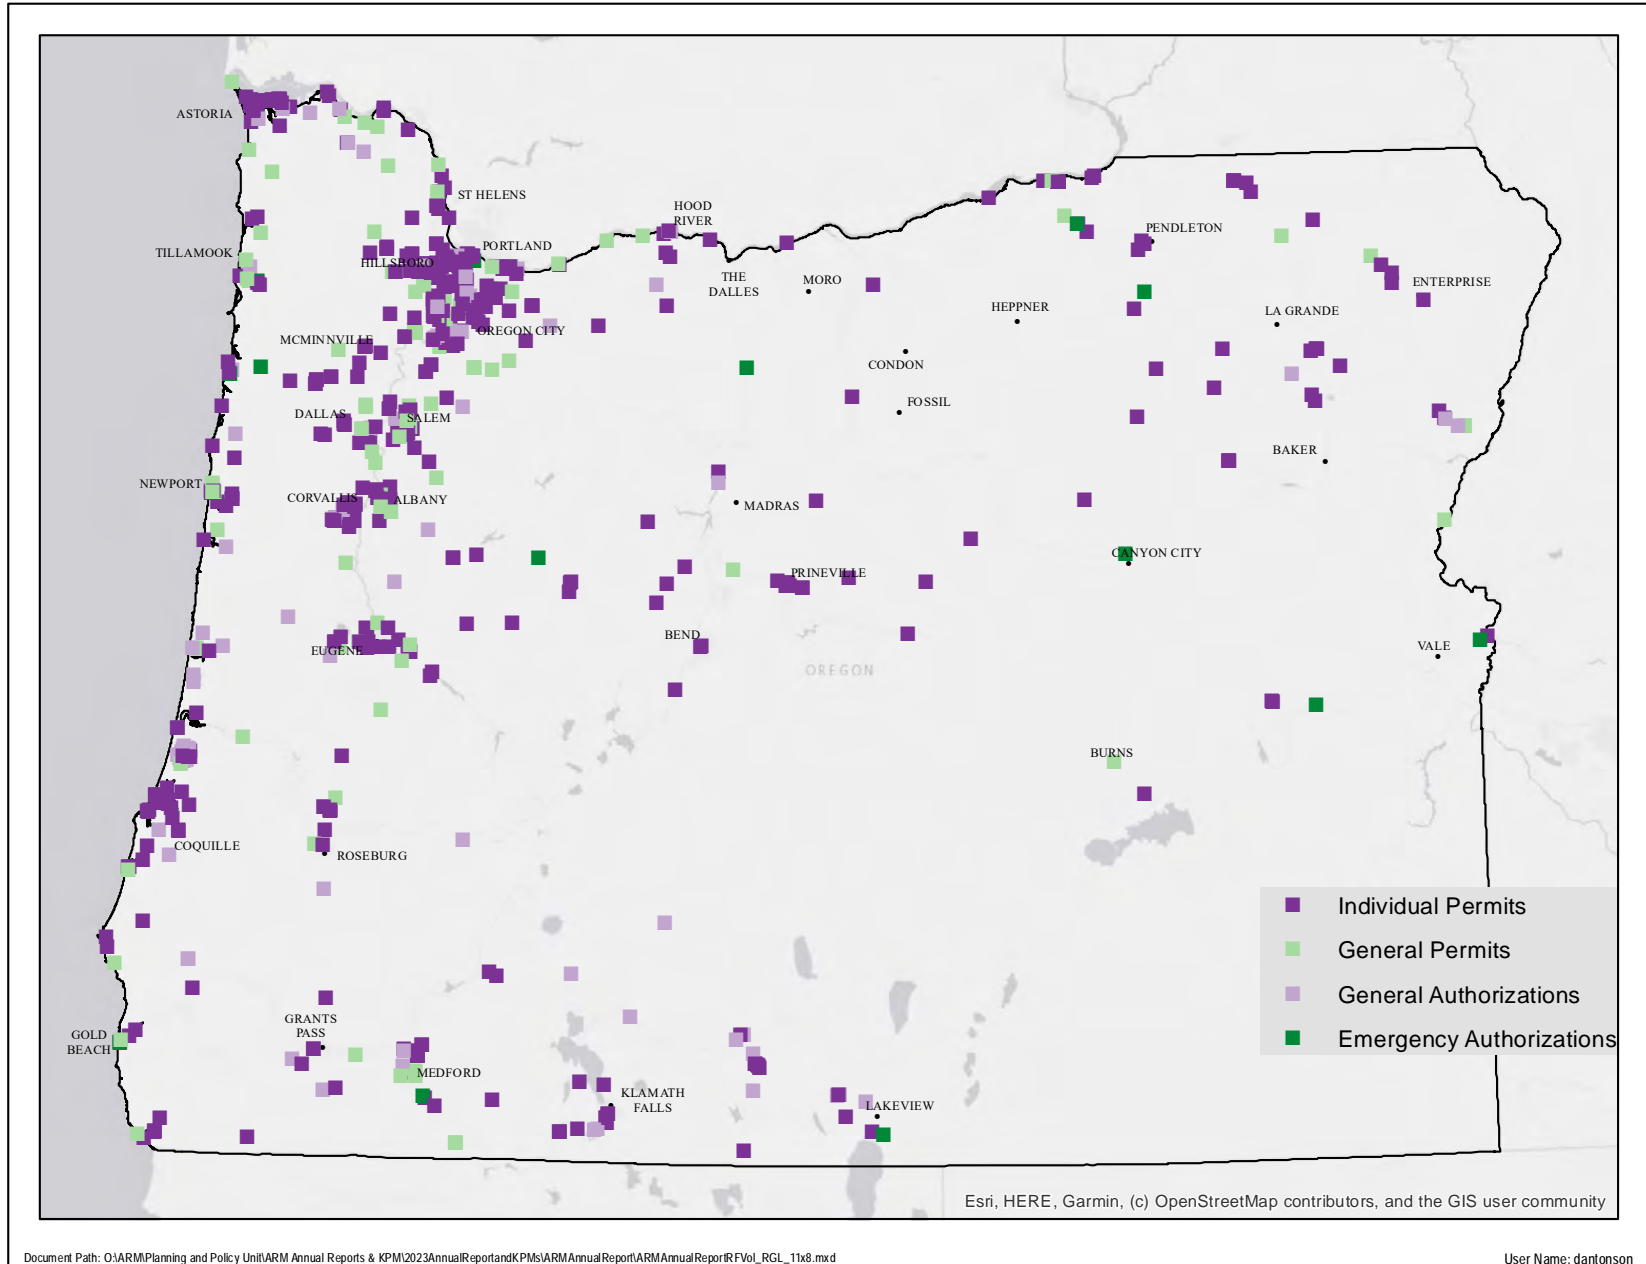 ASTORIA
ST HELENS
HOOD
RIVER
PENDLETON
TILLAMOOK
PORTLAND
HILLSBORO
THE
DALLES
MORO
ENTERPRISE
HEPPNER
LA GRANDE
OREGON CITY
MCMINNVILLE
CONDON
DALLAS
SALEM
FOSSIL
BAKER
NEWPORT
CORVALLIS
ALBANY
MADRAS
CANYON CITY
PRINEVILLE
BEND
EUGENE
VALE
OREGON
BURNS
COQUILLE
ROSEBURG
Individual Permits
General Permits
General Authorizations
Emergency Authorizations
GRANTS
PASS
GOLD
BEACH
MEDFORD
KLAMATH
FALLS
LAKEVIEW
Esri, HERE, Garmin, (c) OpenStreetMap contributors, and the GIS user community
Document Path: O:\ARM\Planning and Policy Unit\ARM Annual Reports & KPM\2023AnnualReportandKPMs\ARMAnnualReport\ARMAnnualReportRFVol_RGL_11x8.mxd
User Name: dantonson